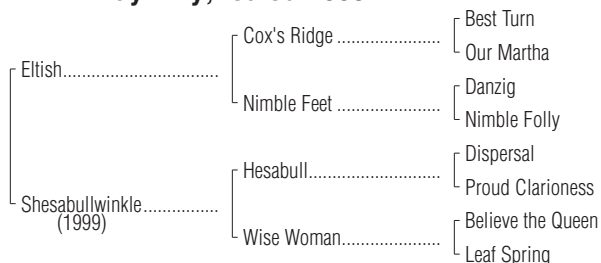 Best Turn
Cox's Ridge
Our Martha
Eltish
Danzig
Nimble Feet
Nimble Folly
Dispersal
Hesabull
Proud Clarioness
Shesabullwinkle
(1999)
Believe the Queen
Wise Woman
Leaf Spring